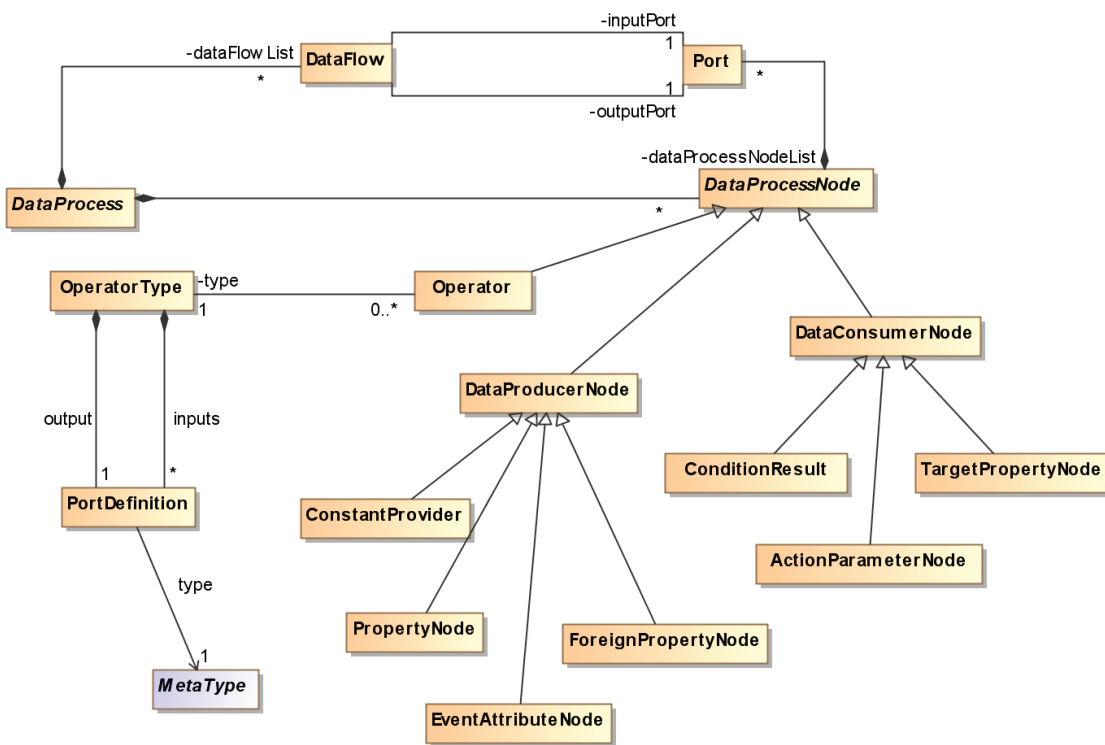 -inputPort
-dataFlow List
DataFlow
1
Port
*
*
1
-outputPort
-dataProcessNodeList
DataProcess
DataProcessNode
*
OperatorType
-type
Operator
1
0..*
DataConsumerNode
DataProducerNode
output
inputs
ConditionResult
TargetPropertyNode
1
*
PortDefinition
ConstantProvider
ActionParameterNode
type
PropertyNode
ForeignPropertyNode
1
MetaType
EventAttributeNode